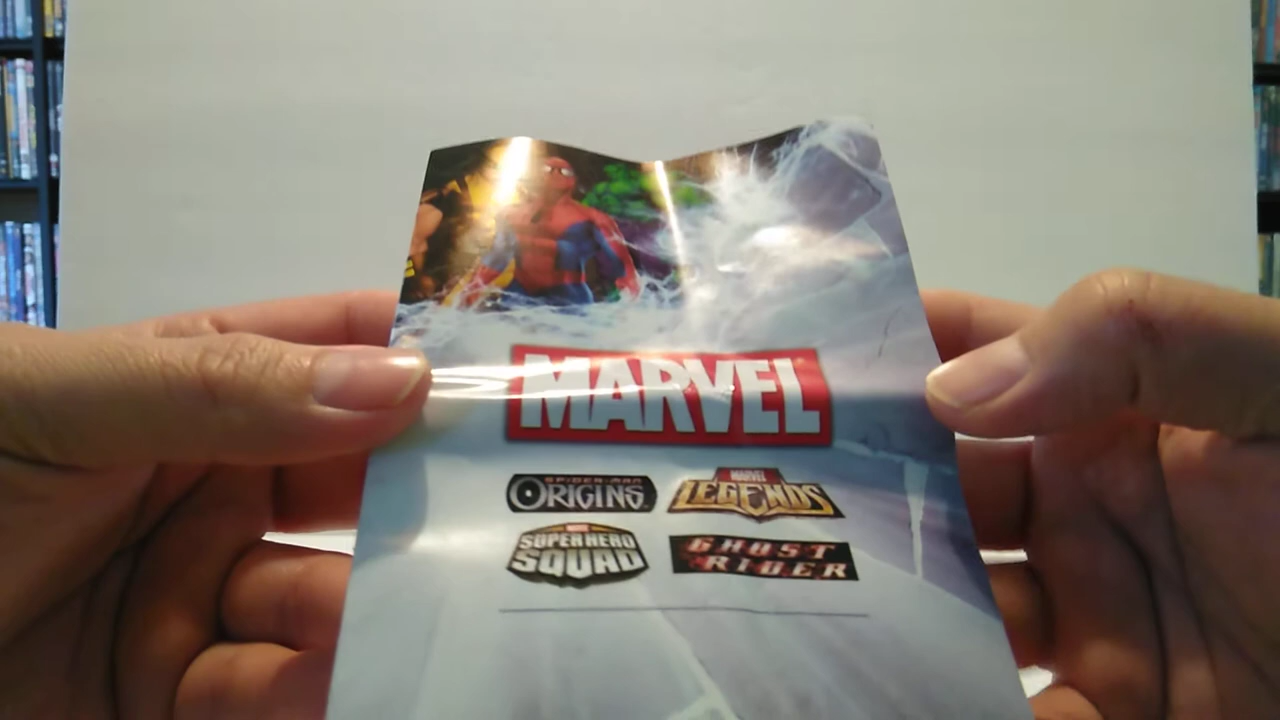 MARVEL
SPIDER-MAN
ORIGINS
MARVEL
LEGENDS
MARVEL
SUPER HERO
SQUAD
GHOST
RIDER